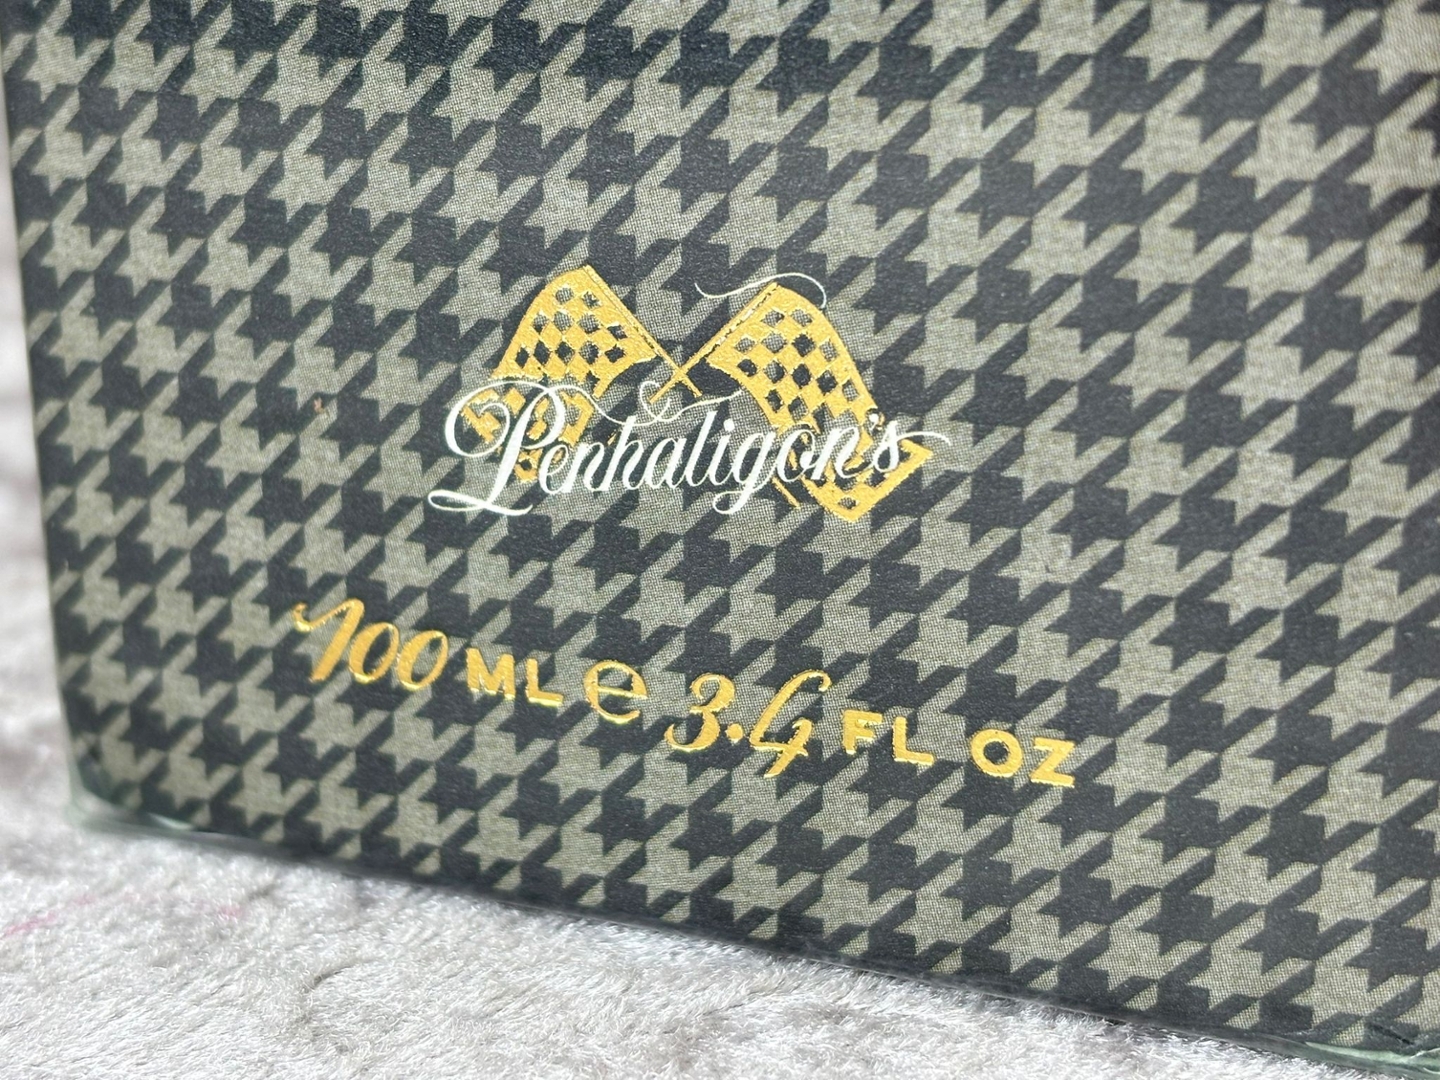 Penhaligon's
100 ML ℮ 3.4 FL OZ